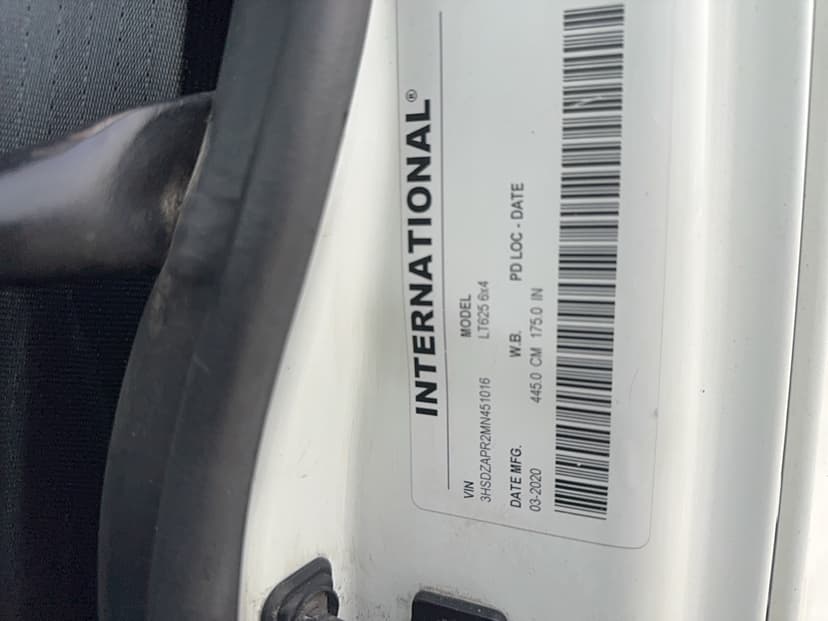 INTERNATIONAL®
VIN MODEL
3HSDZAPR2MN451016 LT625 6x4
DATE MFG. W.B. PD LOC - DATE
03-2020 445.0 CM 175.0 IN